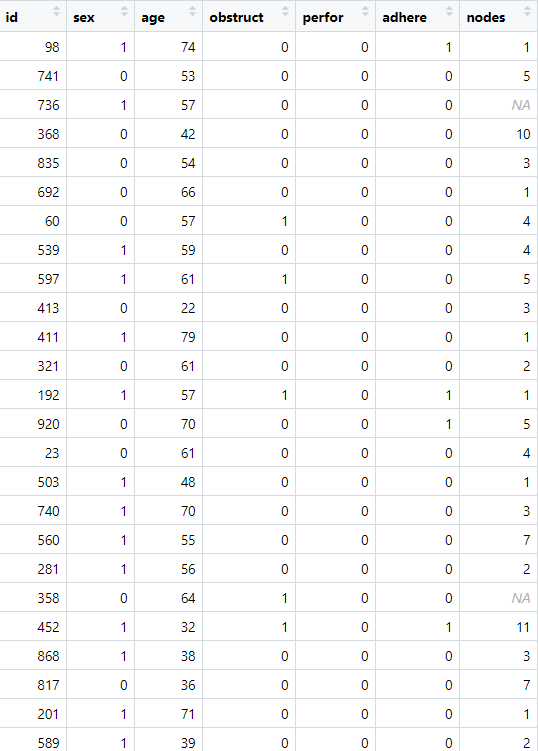 id sex age obstruct perfor adhere nodes
98 1 74 0 0 1 1
741 0 53 0 0 0 5
736 1 57 0 0 0 NA
368 0 42 0 0 0 10
835 0 54 0 0 0 3
692 0 66 0 0 0 1
60 0 57 1 0 0 4
539 1 59 0 0 0 4
597 1 61 1 0 0 5
413 0 22 0 0 0 3
411 1 79 0 0 0 1
321 0 61 0 0 0 2
192 1 57 1 0 1 1
920 0 70 0 0 1 5
23 0 61 0 0 0 4
503 1 48 0 0 0 1
740 1 70 0 0 0 3
560 1 55 0 0 0 7
281 1 56 0 0 0 2
358 0 64 1 0 0 NA
452 1 32 1 0 1 11
868 1 38 0 0 0 3
817 0 36 0 0 0 7
201 1 71 0 0 0 1
589 1 39 0 0 0 2